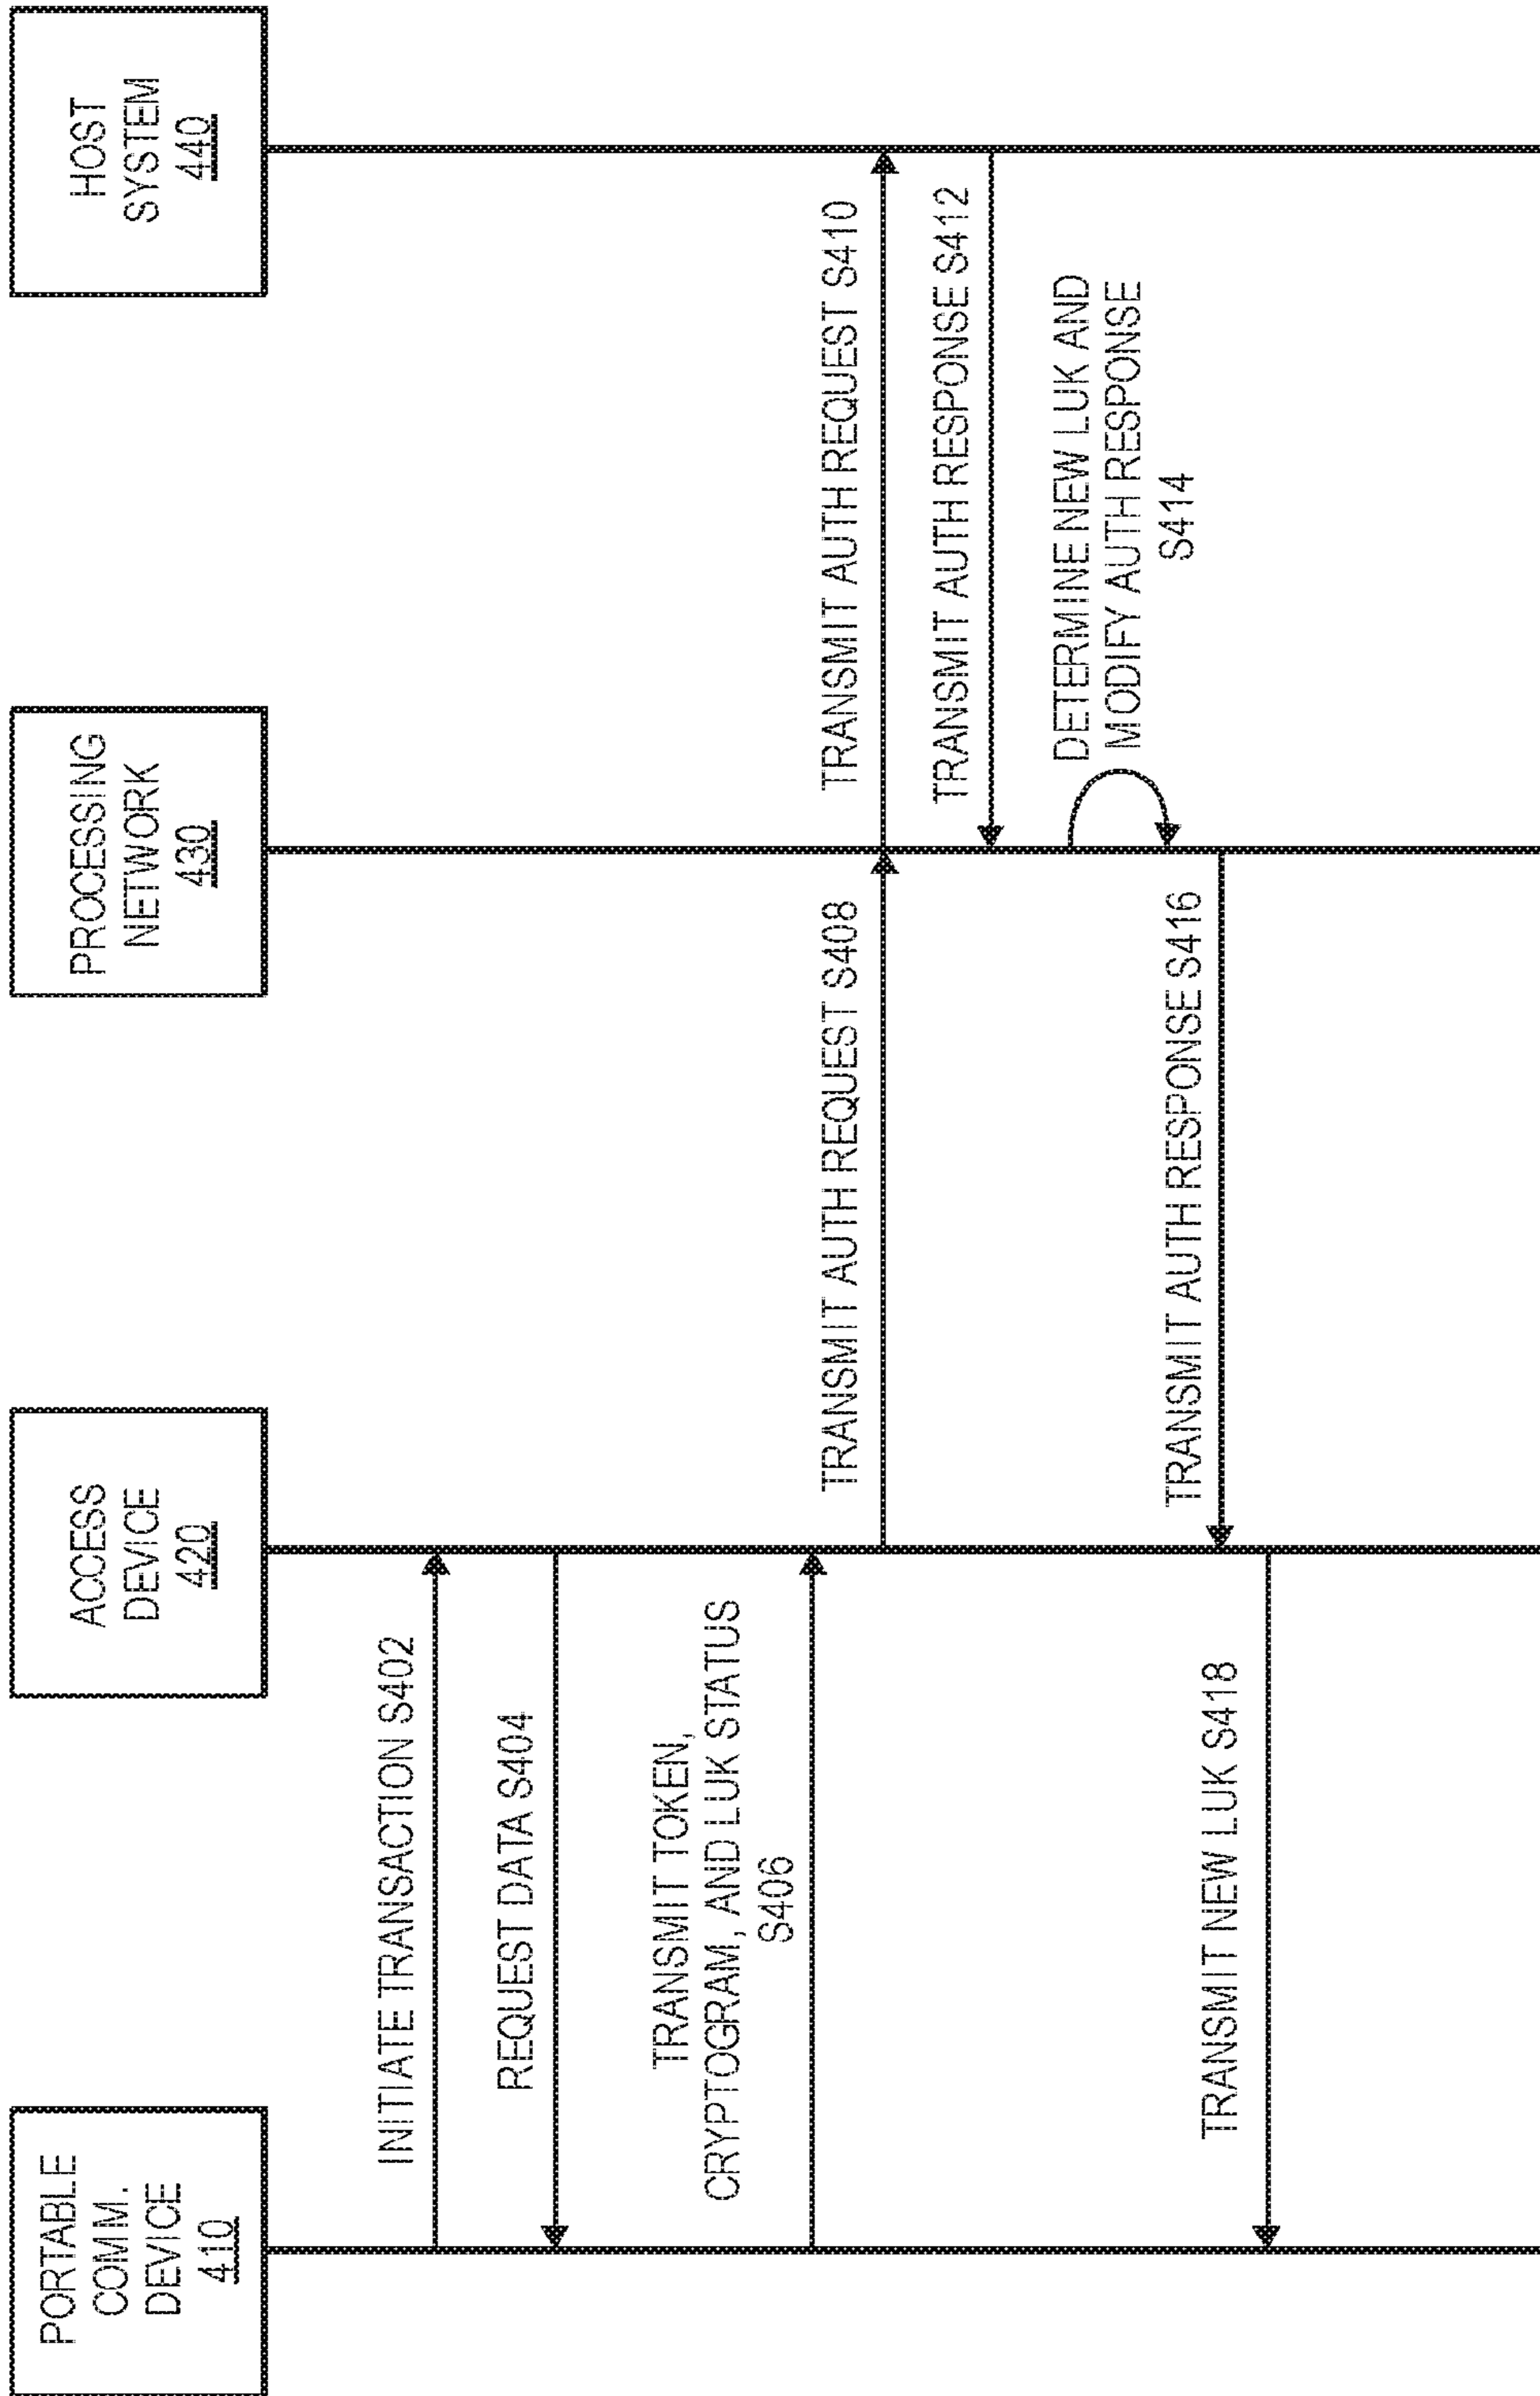 PORTABLE
COMM.
DEVICE
410
ACCESS
DEVICE
420
PROCESSING
NETWORK
430
HOST
SYSTEM
440
INITIATE TRANSACTION S402
REQUEST DATA S404
TRANSMIT TOKEN,
CRYPTOGRAM, AND LUK STATUS
S406
TRANSMIT AUTH REQUEST S408
TRANSMIT AUTH REQUEST S410
TRANSMIT AUTH RESPONSE S412
DETERMINE NEW LUK AND
MODIFY AUTH RESPONSE
S414
TRANSMIT AUTH RESPONSE S416
TRANSMIT NEW LUK S418